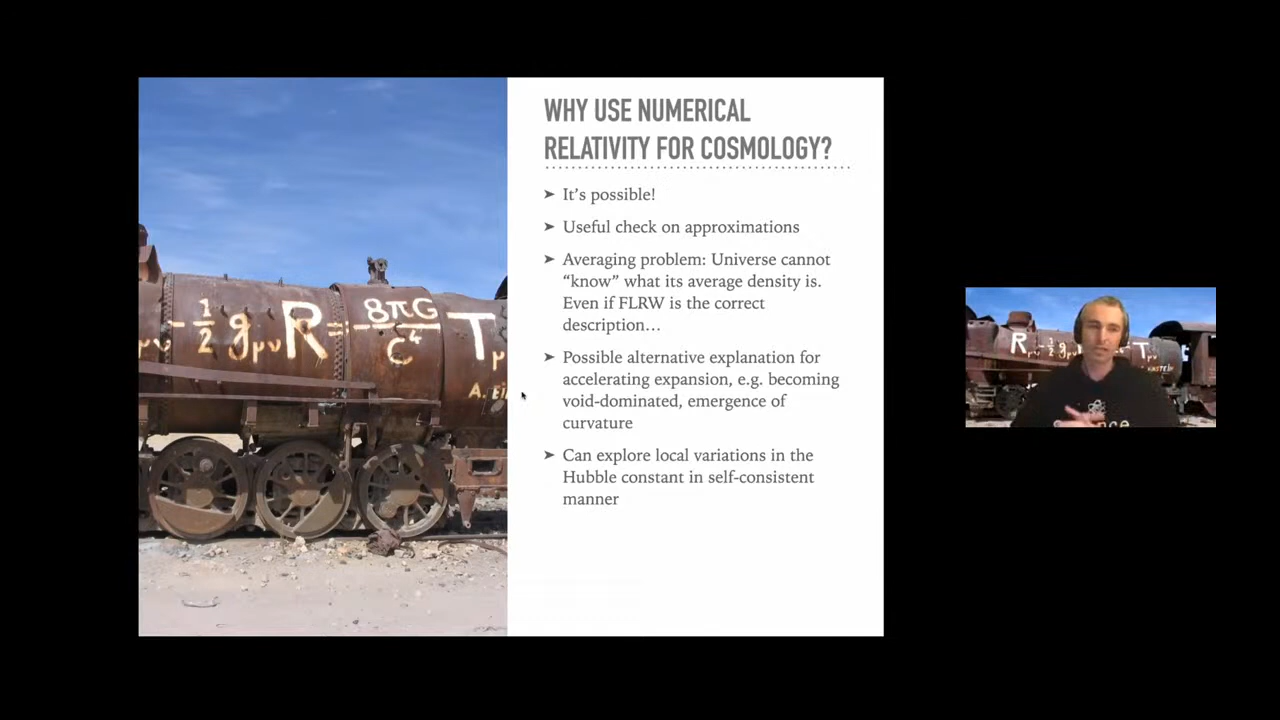 WHY USE NUMERICAL
RELATIVITY FOR COSMOLOGY?
➤ It's possible!
➤ Useful check on approximations
➤ Averaging problem: Universe cannot
“know” what its average density is.
Even if FLRW is the correct
description…
➤ Possible alternative explanation for
accelerating expansion, e.g. becoming
void-dominated, emergence of
curvature
➤ Can explore local variations in the
Hubble constant in self-consistent
manner
- 1/2 gμν R = - 8πG/C⁴ Tμ
A. Ei